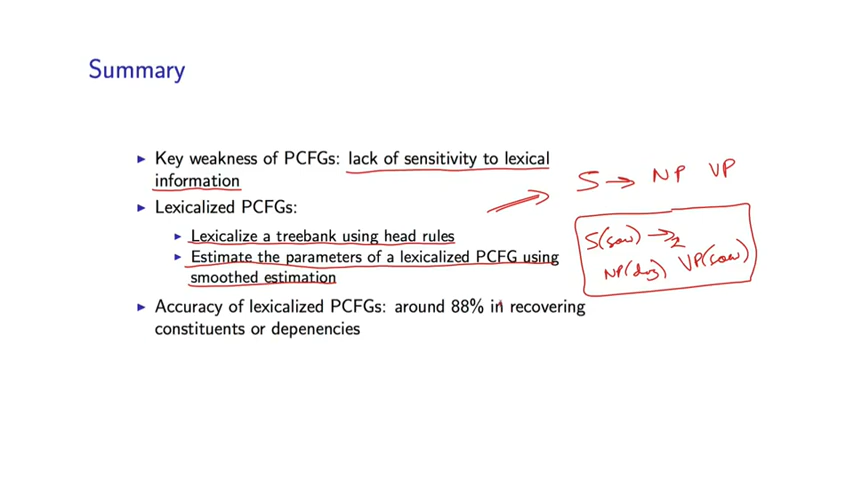 Summary
▶ Key weakness of PCFGs: lack of sensitivity to lexical
information
▶ Lexicalized PCFGs:
▶ Lexicalize a treebank using head rules
▶ Estimate the parameters of a lexicalized PCFG using
smoothed estimation
▶ Accuracy of lexicalized PCFGs: around 88% in recovering
constituents or depenencies
S → NP VP
S(saw) →2
NP(dog) VP(saw)